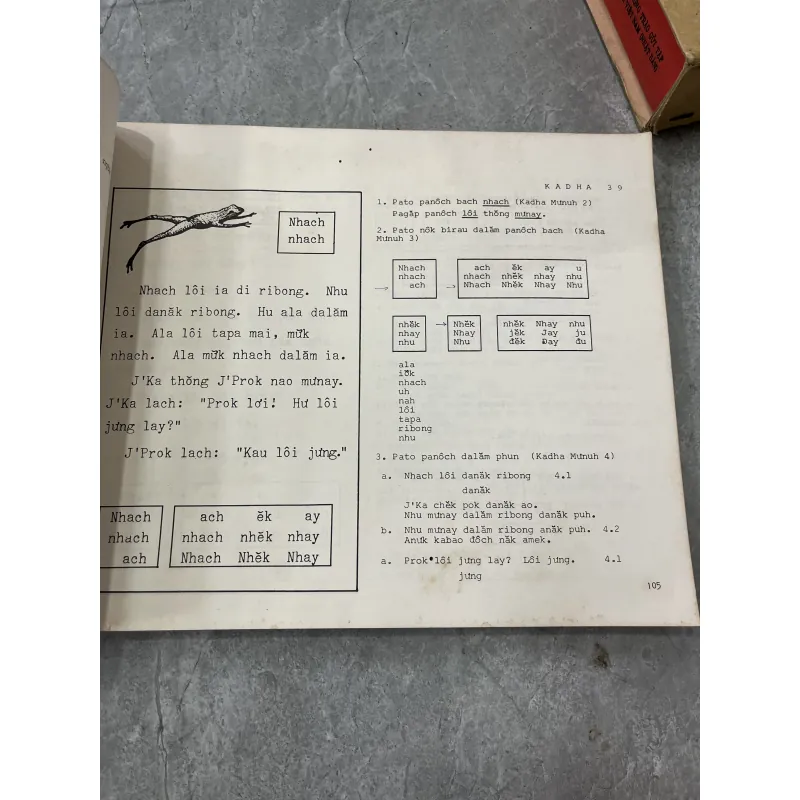 Nhach
nhach
Nhach lôi ia di ribong. Nhu
lôi danăk ribong. Hu ala dalăm
ia. Ala lôi tapa mai, mưk
nhach. Ala mưk nhach dalăm ia.
J'Ka thŏng J'Prok nao mưnay.
J'Ka lach: "Prok lơi! Hư lôi
jưng lay?"
J'Prok lach: "Kau lôi jưng."
Nhach
nhach
ach
ach ĕk ay
nhach nhĕk nhay
Nhach Nhĕk Nhay
KADHA 39
1. Pato panôch bach nhach (Kadha Mưnuh 2)
Pagăp panôch lôi thŏng mưnay.
2. Pato nôk birau dalăm panôch bach (Kadha
Mưnuh 3)
Nhach
nhach
→ ach
ach ĕk ay u
nhach nhĕk nhay nhu
→ Nhach Nhĕk Nhay Nhu
nhĕk
nhay
nhu
→ Nhĕk
Nhay
Nhu
nhĕk Nhay nhu
jĕk Jay ju
đĕk Đay đu
ala
nhach
uh
nah
lôi
tapa
ribong
nhu
3. Pato panôch dalăm phun (Kadha Mưnuh 4)
a. Nhach lôi danăk ribong 4.1
danăk
J'Ka chĕk pok danăk ao.
Nhu mưnay dalăm ribong danăk puh.
b. Nhu mưnay dalăm ribong anăk puh. 4.2
Anưk kabao đôch năk amek.
a. Prok lôi jưng lay? Lôi jưng. 4.1
jưng
105